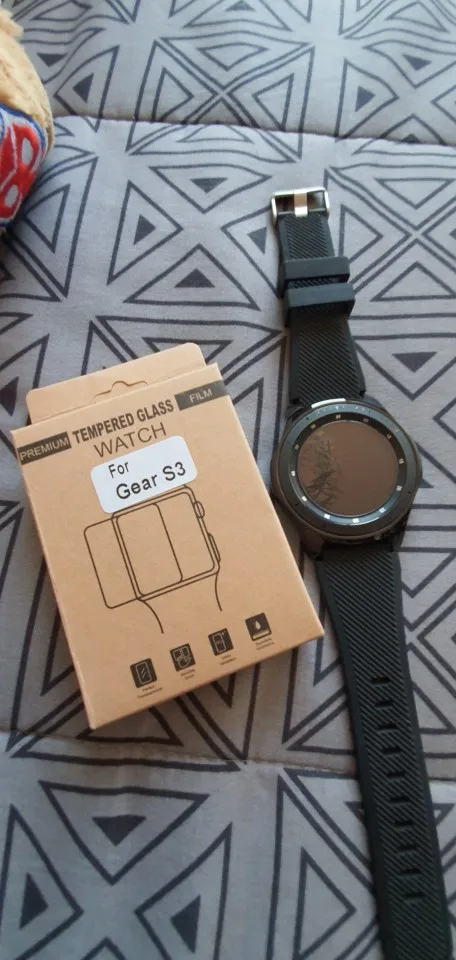 PREMIUM TEMPERED GLASS FILM
WATCH
For
Gear S3